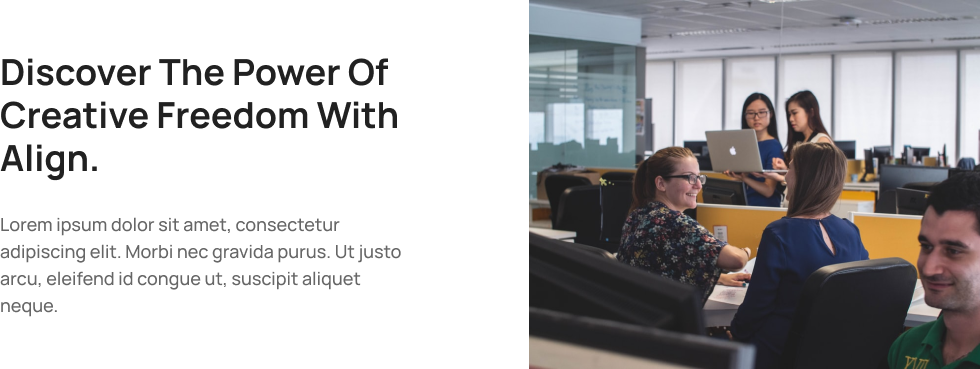 Discover The Power Of
Creative Freedom With
Align.
Lorem ipsum dolor sit amet, consectetur
adipiscing elit. Morbi nec gravida purus. Ut justo
arcu, eleifend id congue ut, suscipit aliquet
neque.